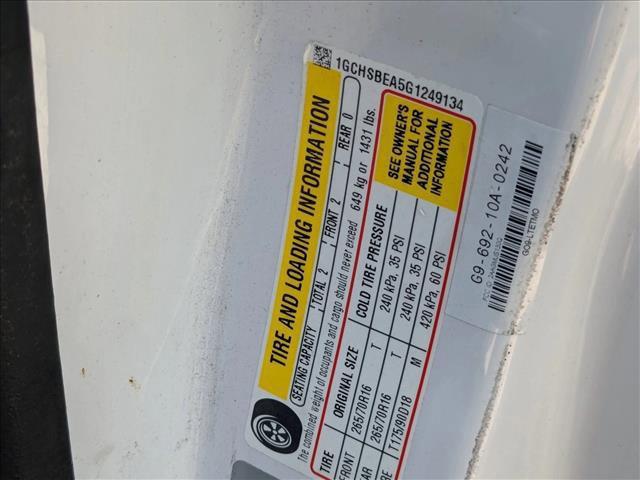 1GCHSBEA5G1249134
TIRE AND LOADING INFORMATION
SEATING CAPACITY TOTAL 2 FRONT 2 REAR 0
The combined weight of occupants and cargo should never exceed 649 kg or 1431 lbs.
TIRE ORIGINAL SIZE COLD TIRE PRESSURE
FRONT 265/70R16 T 240 kPa, 35 PSI
265/70R16 T 240 kPa, 35 PSI
T175/90D18 M 420 kPa, 60 PSI
SEE OWNER'S
MANUAL FOR
ADDITIONAL
INFORMATION
G9-692-10A-0242